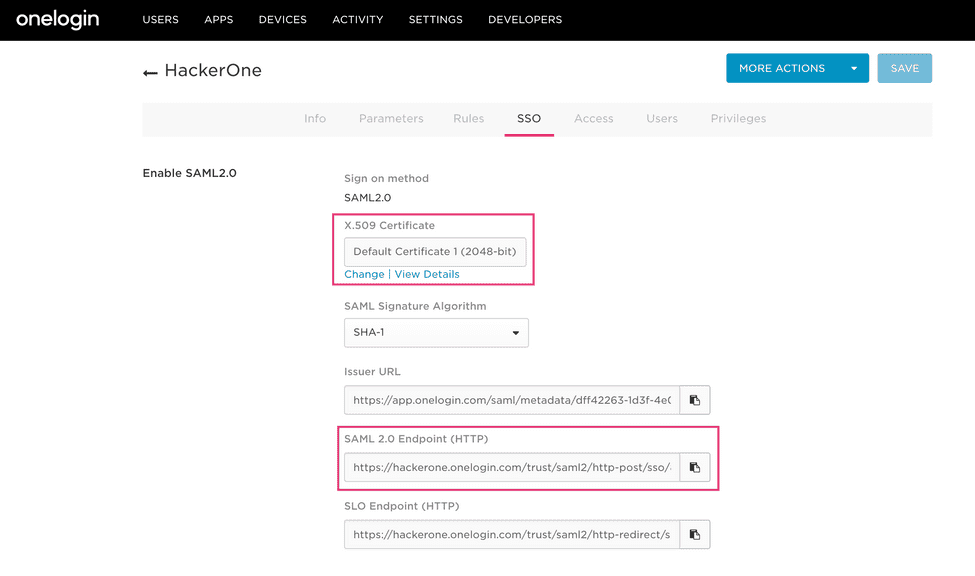 onelogin USERS APPS DEVICES ACTIVITY SETTINGS DEVELOPERS
← HackerOne MORE ACTIONS SAVE
Info Parameters Rules SSO Access Users Privileges
Enable SAML2.0
Sign on method
SAML2.0
X.509 Certificate
Default Certificate 1 (2048-bit)
Change | View Details
SAML Signature Algorithm
SHA-1
Issuer URL
https://app.onelogin.com/saml/metadata/dff42263-1d3f-4e
SAML 2.0 Endpoint (HTTP)
https://hackerone.onelogin.com/trust/saml2/http-post/sso/
SLO Endpoint (HTTP)
https://hackerone.onelogin.com/trust/saml2/http-redirect/s